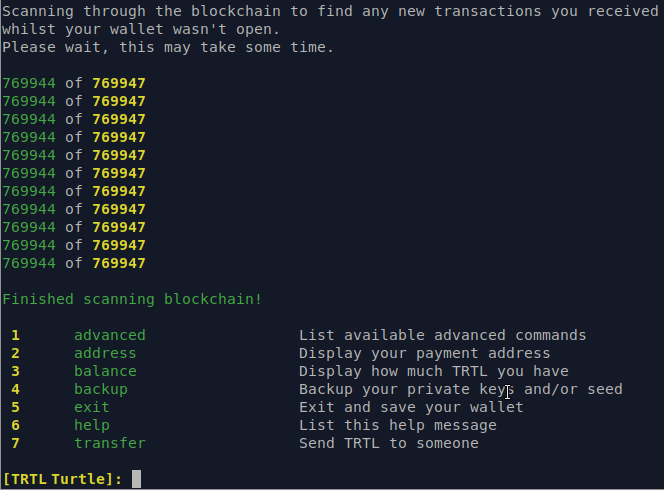 Scanning through the blockchain to find any new transactions you received
whilst your wallet wasn't open.
Please wait, this may take some time.
769944 of 769947
769944 of 769947
769944 of 769947
769944 of 769947
769944 of 769947
769944 of 769947
769944 of 769947
769944 of 769947
769944 of 769947
769944 of 769947
769944 of 769947
Finished scanning blockchain!
1 advanced List available advanced commands
2 address Display your payment address
3 balance Display how much TRTL you have
4 backup Backup your private keys and/or seed
5 exit Exit and save your wallet
6 help List this help message
7 transfer Send TRTL to someone
[TRTL Turtle]: